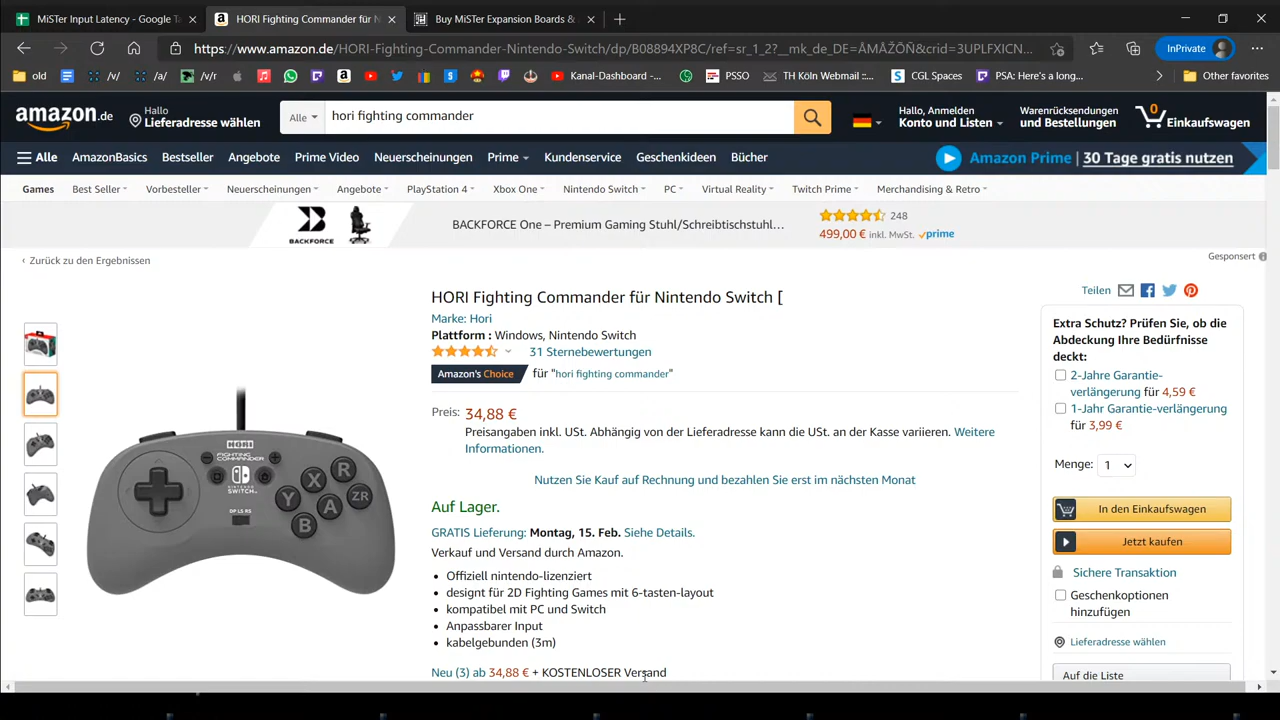 MiSTer Input Latency - Google T
HORI Fighting Commander für N
Buy MiSTer Expansion Boards &
https://www.amazon.de/HORI-Fighting-Commander-Nintendo-Switch/dp/B08894XP8C/ref=sr_1_2?__mk_de_DE=ÅMÅŽÕÑ&crid=3UPLFXICN...
InPrivate
old
/v/
/a/
/v/r
Kanal-Dashboard -...
PSSO
TH Köln Webmail ::...
CGL Spaces
PSA: Here's a long...
Other favorites
amazon.de
Hallo
Lieferadresse wählen
Alle
hori fighting commander
Hallo, Anmelden
Konto und Listen
Warenrücksendungen
und Bestellungen
0
Einkaufswagen
Alle
AmazonBasics
Bestseller
Angebote
Prime Video
Neuerscheinungen
Prime
Kundenservice
Geschenkideen
Bücher
Amazon Prime | 30 Tage gratis nutzen
Games
Best Seller
Vorbesteller
Neuerscheinungen
Angebote
PlayStation 4
Xbox One
Nintendo Switch
PC
Virtual Reality
Twitch Prime
Merchandising & Retro
BACKFORCE
BACKFORCE One – Premium Gaming Stuhl/Schreibtischstuhl...
248
499,00 € inkl. MwSt. prime
Gesponsert
‹ Zurück zu den Ergebnissen
HORI Fighting Commander für Nintendo Switch [
Marke: Hori
Plattform : Windows, Nintendo Switch
31 Sternebewertungen
Amazon's Choice für "hori fighting commander"
Preis: 34,88 €
Preisangaben inkl. USt. Abhängig von der Lieferadresse kann die USt. an der Kasse variieren. Weitere
Informationen.
Nutzen Sie Kauf auf Rechnung und bezahlen Sie erst im nächsten Monat
Auf Lager.
GRATIS Lieferung: Montag, 15. Feb. Siehe Details.
Verkauf und Versand durch Amazon.
• Offiziell nintendo-lizenziert
• designt für 2D Fighting Games mit 6-tasten-layout
• kompatibel mit PC und Switch
• Anpassbarer Input
• kabelgebunden (3m)
Neu (3) ab 34,88 € + KOSTENLOSER Versand
HORI
FIGHTING
COMMANDER
NINTENDO
SWITCH
DP LS RS
X
R
Y
A
ZR
B
Teilen
Extra Schutz? Prüfen Sie, ob die
Abdeckung Ihre Bedürfnisse
deckt:
2-Jahre Garantie-
verlängerung für 4,59 €
1-Jahr Garantie-verlängerung
für 3,99 €
Menge: 1
In den Einkaufswagen
Jetzt kaufen
Sichere Transaktion
Geschenkoptionen
hinzufügen
Lieferadresse wählen
Auf die Liste